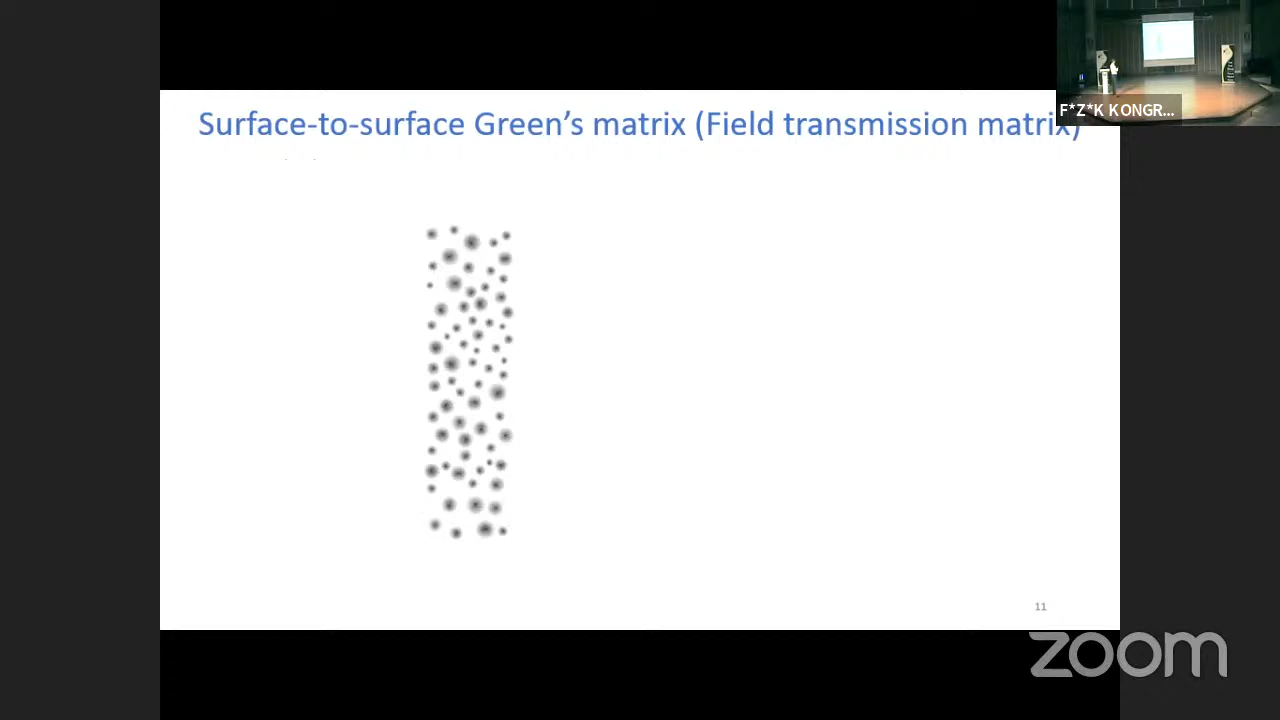 Surface-to-surface Green's matrix (Field transmission matrix)
F*Z*K KONGR...
11
zoom